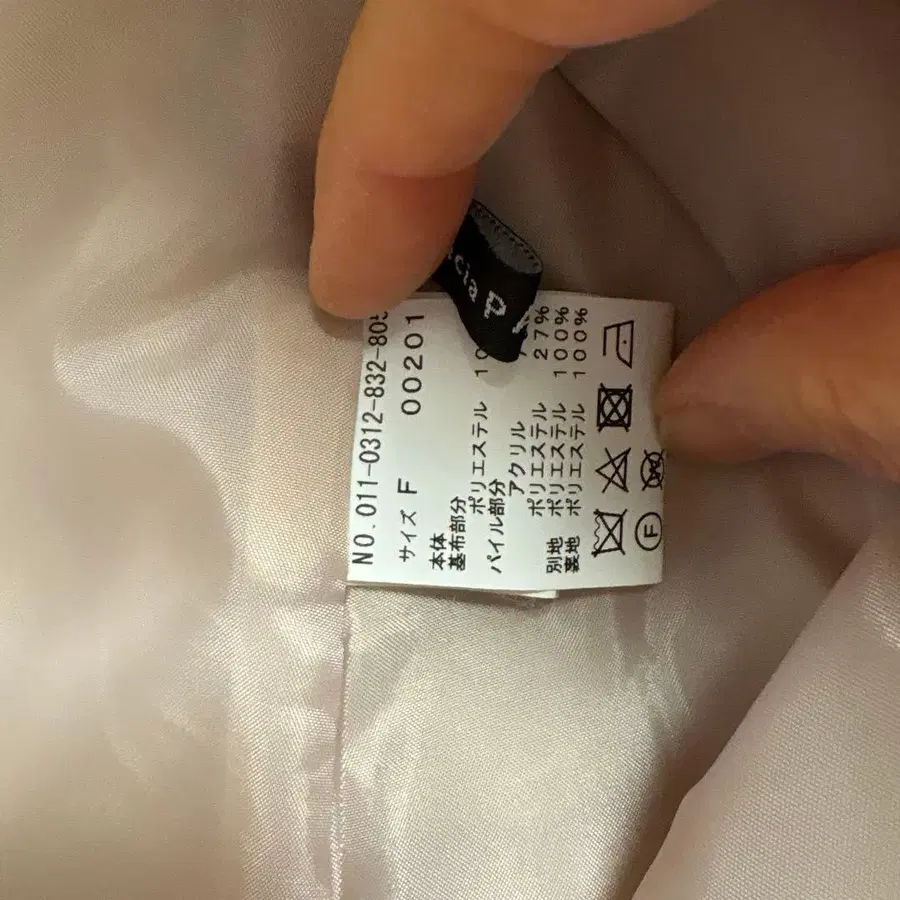 NO.011-0312-832-805
サイズ F 00201
本体
基布部分
ポリエステル
パイル部分
アクリル
ポリエステル 27%
別地 ポリエステル 100%
裏地 ポリエステル 100%
F